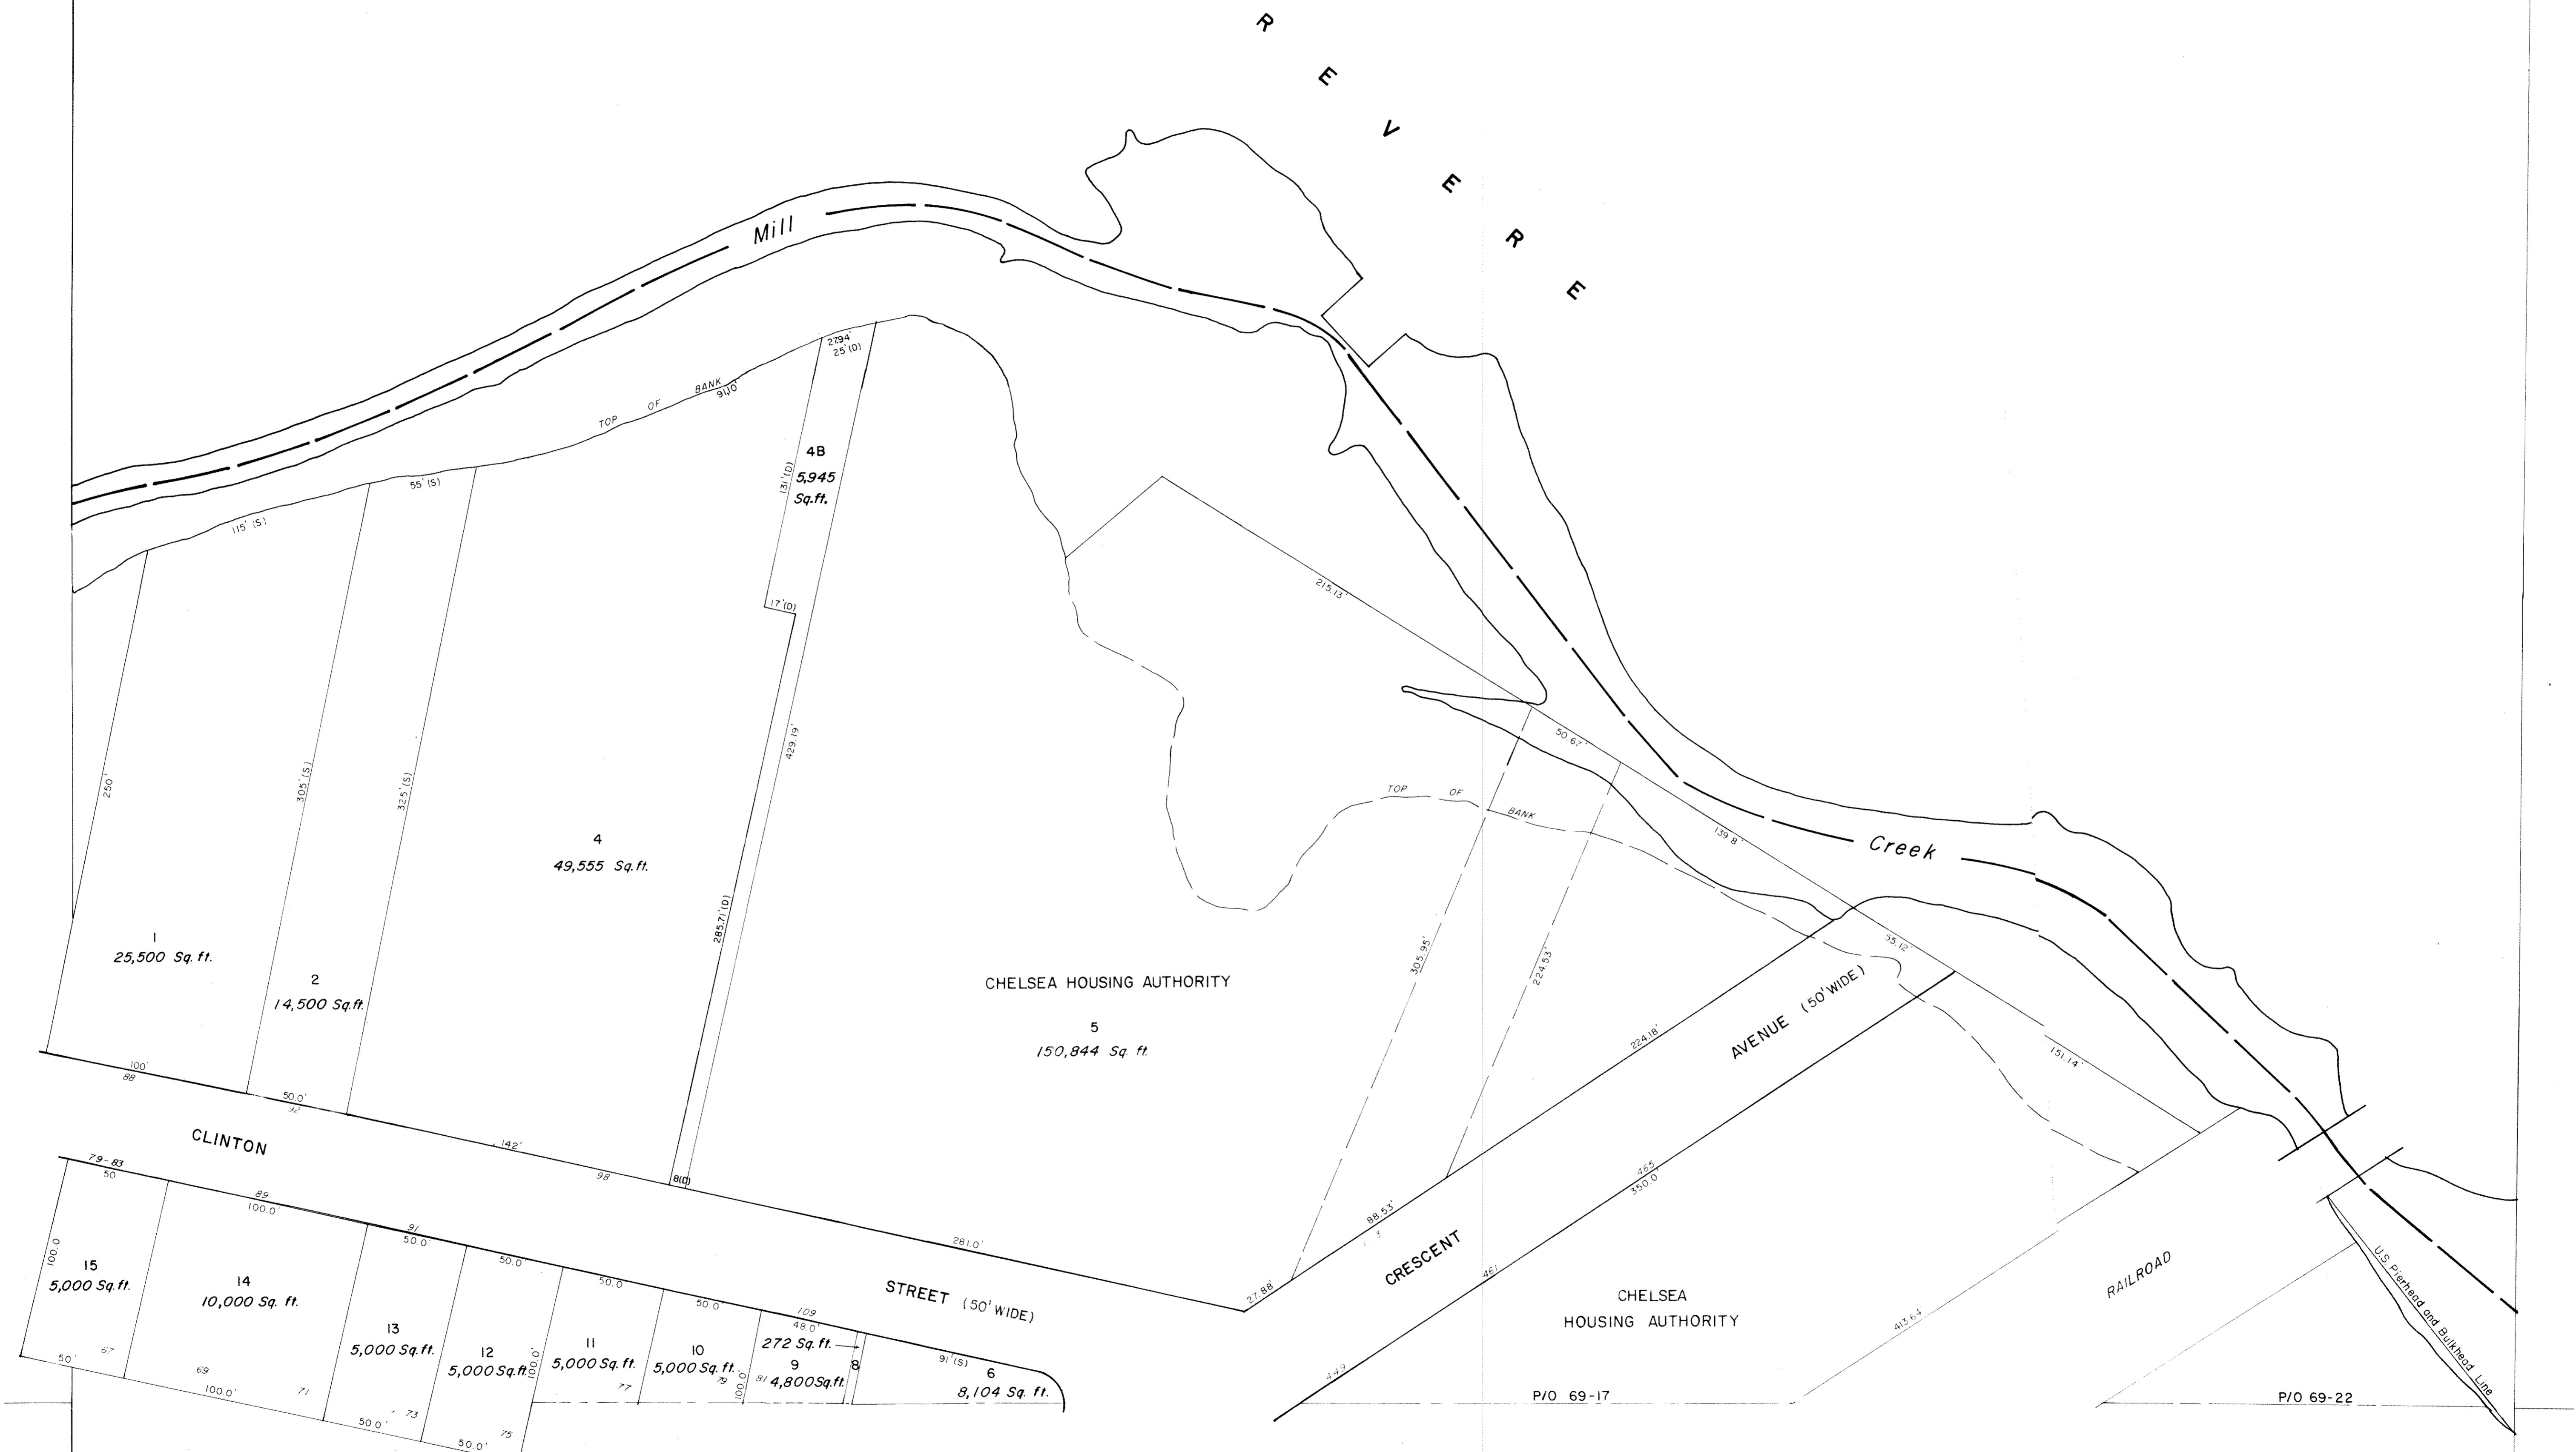 R E V E R E
Mill
27.94'
25'(D)
TOP OF BANK
91.10'
4B
5,945
Sq.ft.
131'(D)
55'(S)
115'(S)
17'(D)
215.13'
429.19'
50.67'
250'
305'(S)
325'(S)
TOP OF BANK
139.8'
Creek
4
49,555 Sq.ft.
285.71'(D)
1
25,500 Sq.ft.
2
14,500 Sq.ft.
CHELSEA HOUSING AUTHORITY
5
150,844 Sq. ft.
305.95'
224.53'
55.12'
AVENUE (50'WIDE)
224.18'
151.14'
100'
88
50.0'
92
142'
98
8(D)
CLINTON
281.0'
465
350.0'
88.53'
27.88'
CRESCENT
461
449
79-83
50
89
100.0'
91
50.0'
50.0
50.0
50.0
109
48.0'
STREET (50'WIDE)
100.0
15
5,000 Sq.ft.
14
10,000 Sq. ft.
13
5,000 Sq.ft.
12
5,000 Sq.ft.
100.0'
11
5,000 Sq.ft.
10
5,000 Sq.ft.
100.0'
272 Sq. ft.
9
4,800 Sq.ft.
8
91'(S)
6
8,104 Sq. ft.
67
50'
69
100.0'
71
73
50.0'
75
50.0'
77
79
81
CHELSEA
HOUSING AUTHORITY
413.64
RAILROAD
U.S. Pierhead and Bulkhead Line
P/O 69-17
P/O 69-22